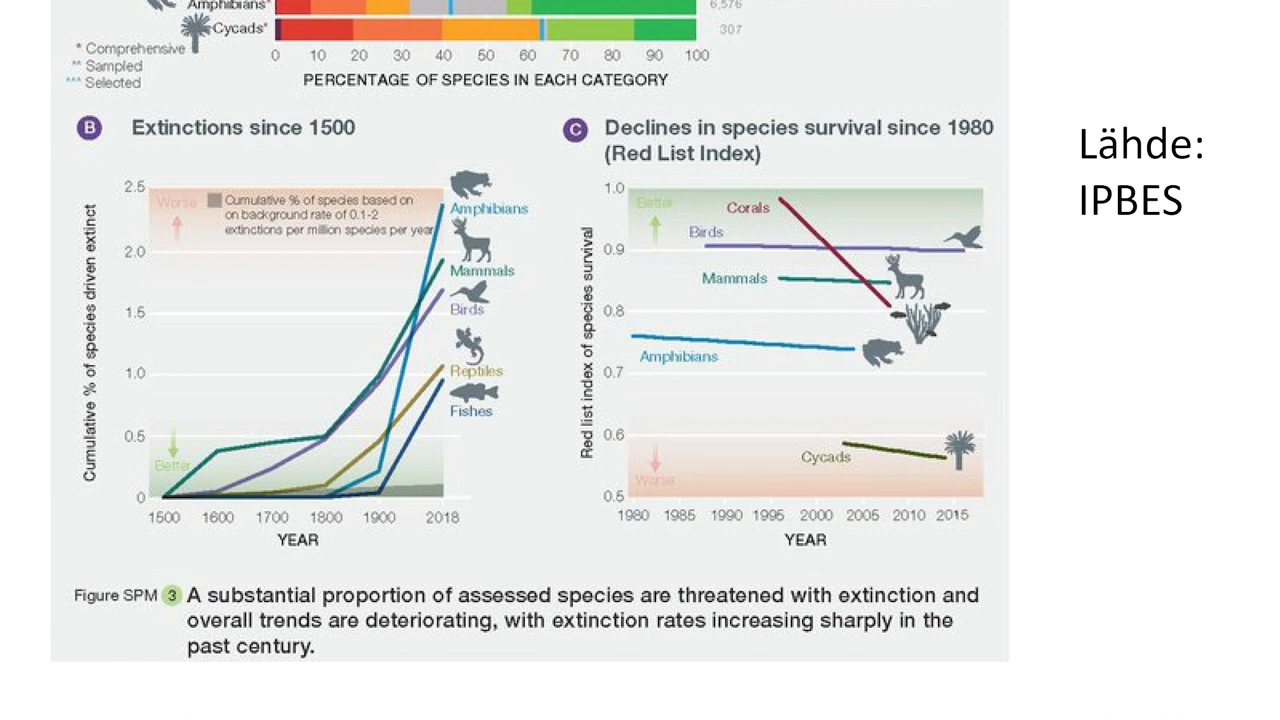 Amphibians*
6,576
Cycads*
307
* Comprehensive
** Sampled
*** Selected
0 10 20 30 40 50 60 70 80 90 100
PERCENTAGE OF SPECIES IN EACH CATEGORY
B Extinctions since 1500
Cumulative % of species driven extinct
2.5
2.0
1.5
1.0
0.5
0
Worse
Cumulative % of species based on
on background rate of 0.1-2
extinctions per million species per year
Better
Amphibians
Mammals
Birds
Reptiles
Fishes
1500 1600 1700 1800 1900 2018
YEAR
C Declines in species survival since 1980
(Red List Index)
Red list index of species survival
1.0
0.9
0.8
0.7
0.6
0.5
Better
Corals
Birds
Mammals
Amphibians
Cycads
Worse
1980 1985 1990 1995 2000 2005 2010 2015
YEAR
Figure SPM 3 A substantial proportion of assessed species are threatened with extinction and
overall trends are deteriorating, with extinction rates increasing sharply in the
past century.
Lähde:
IPBES